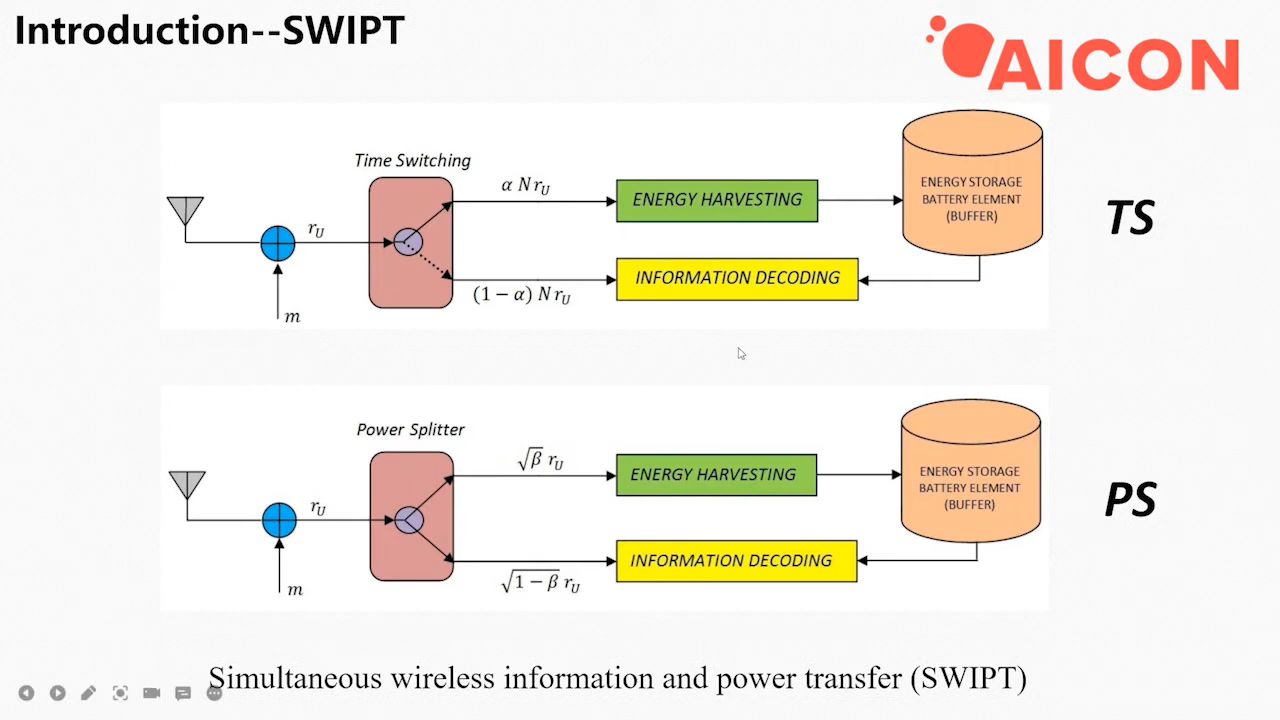 Introduction--SWIPT
AICON
Time Switching
α N r_U
ENERGY HARVESTING
ENERGY STORAGE
BATTERY ELEMENT
(BUFFER)
TS
r_U
INFORMATION DECODING
(1 − α) N r_U
m
Power Splitter
√β r_U
ENERGY HARVESTING
ENERGY STORAGE
BATTERY ELEMENT
(BUFFER)
PS
r_U
INFORMATION DECODING
√(1 − β) r_U
m
Simultaneous wireless information and power transfer (SWIPT)